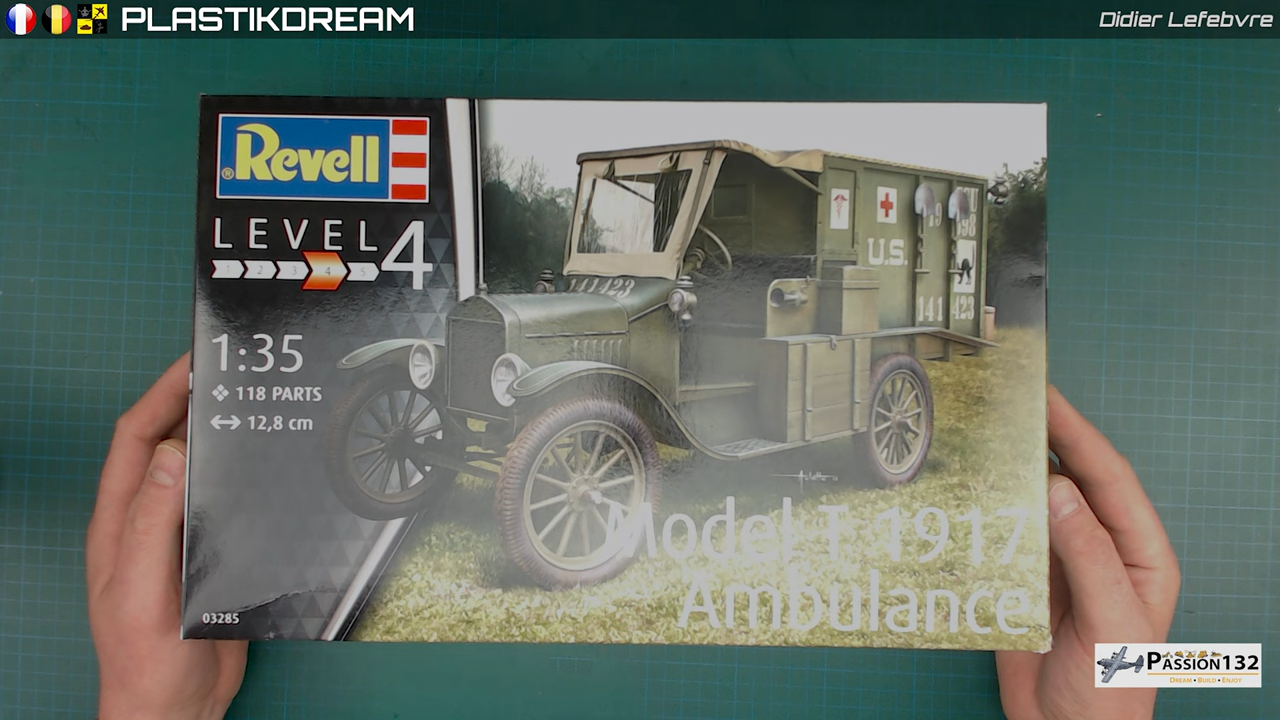 PLASTIKDREAM
Didier Lefebvre
Revell
®
LEVEL 4
1 2 3 4 5
1:35
118 PARTS
12,8 cm
03285
141423
U.S.
141 423
Model T 1917
Ambulance
PASSION132
DREAM • BUILD • ENJOY